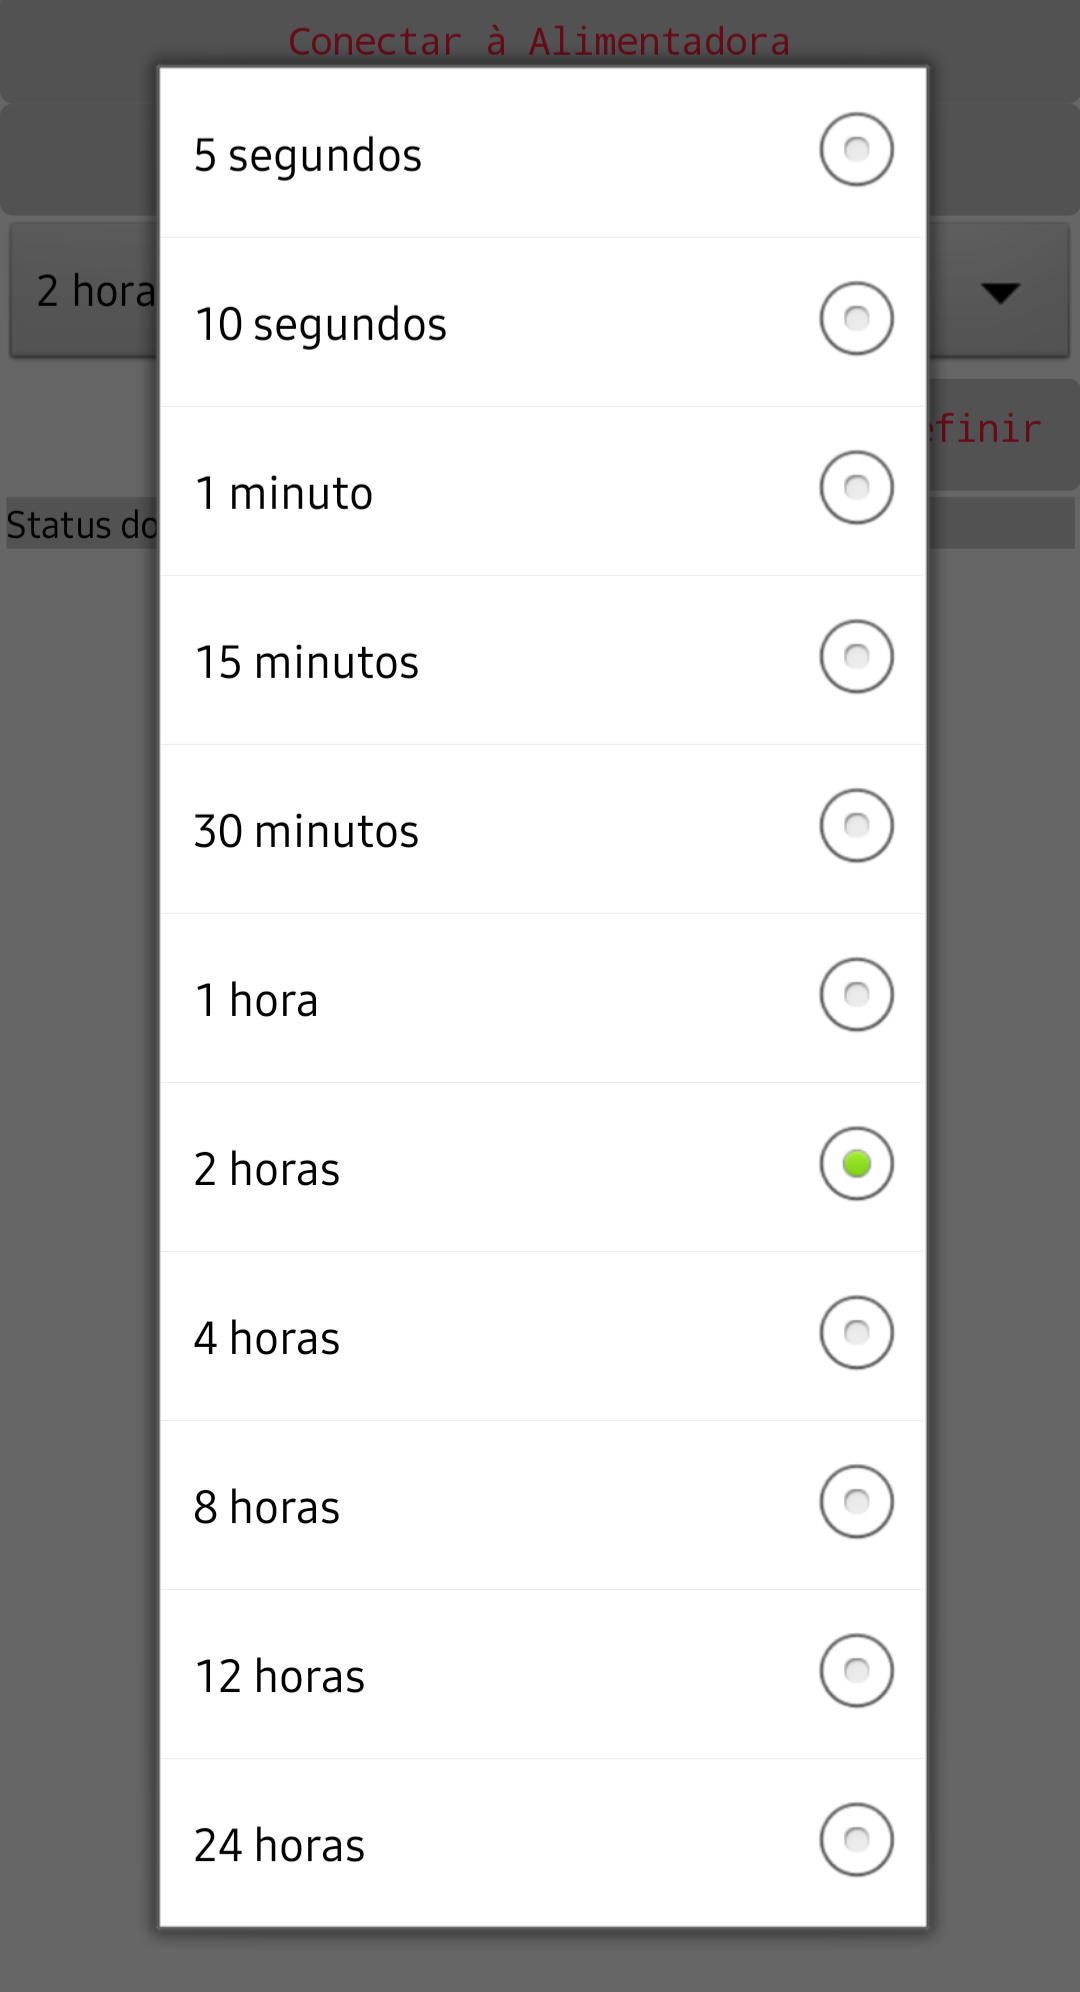 Conectar à Alimentadora
5 segundos
10 segundos
2 hora
1 minuto
efinir
Status do
15 minutos
30 minutos
1 hora
2 horas
4 horas
8 horas
12 horas
24 horas